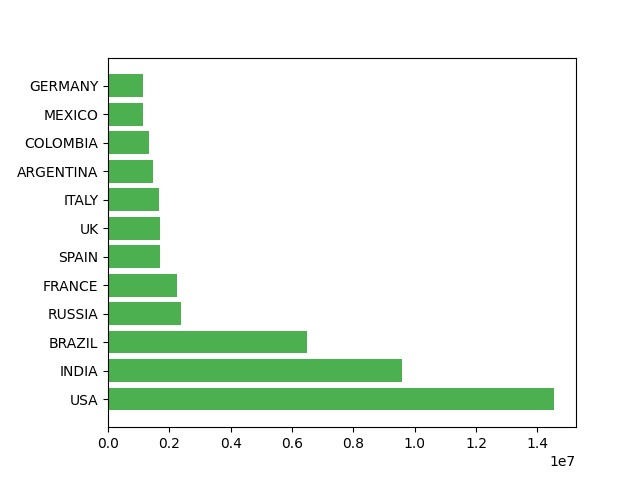 GERMANY
MEXICO
COLOMBIA
ARGENTINA
ITALY
UK
SPAIN
FRANCE
RUSSIA
BRAZIL
INDIA
USA
0.0 0.2 0.4 0.6 0.8 1.0 1.2 1.4
1e7